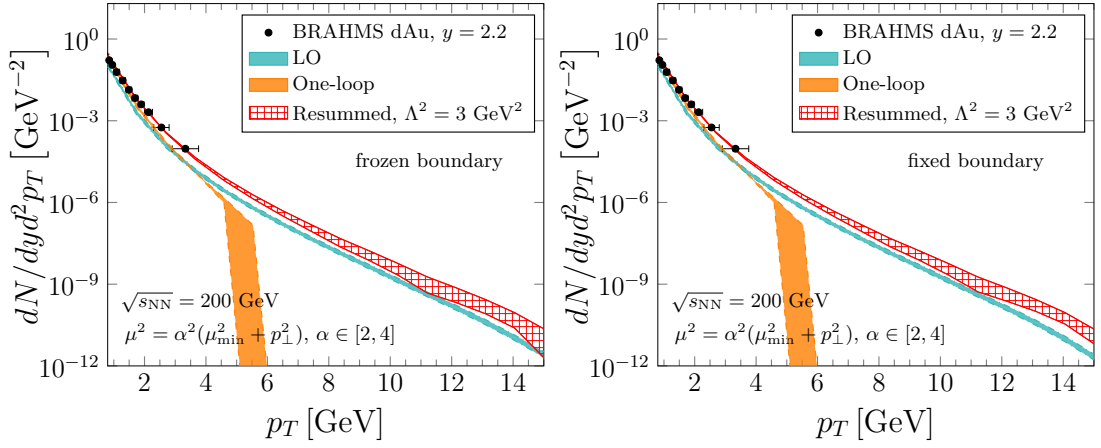 BRAHMS dAu, y = 2.2
LO
One-loop
Resummed, Λ² = 3 GeV²
frozen boundary
√s_NN = 200 GeV
μ² = α²(μ²_min + p²_⊥), α ∈ [2, 4]
dN/dyd²p_T [GeV⁻²]
10⁰
10⁻³
10⁻⁶
10⁻⁹
10⁻¹²
2 4 6 8 10 12 14
p_T [GeV]
BRAHMS dAu, y = 2.2
LO
One-loop
Resummed, Λ² = 3 GeV²
fixed boundary
√s_NN = 200 GeV
μ² = α²(μ²_min + p²_⊥), α ∈ [2, 4]
dN/dyd²p_T [GeV⁻²]
10⁰
10⁻³
10⁻⁶
10⁻⁹
10⁻¹²
2 4 6 8 10 12 14
p_T [GeV]